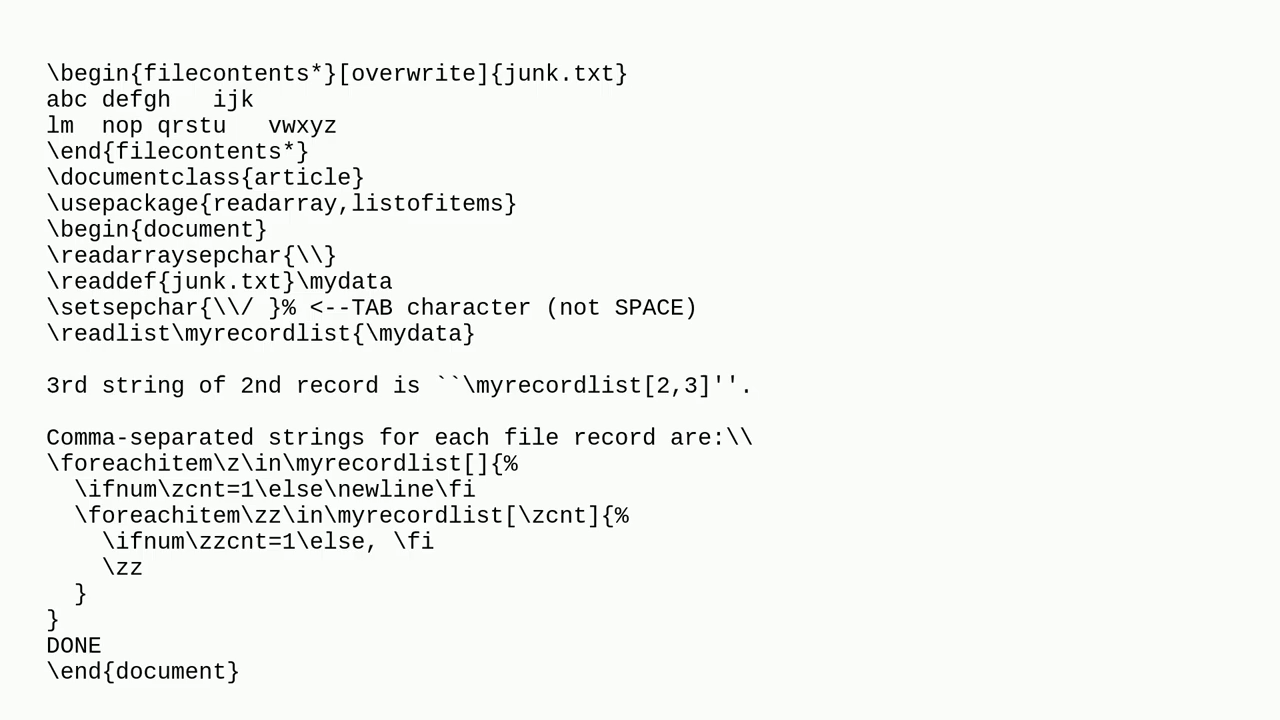 \begin{filecontents*}[overwrite]{junk.txt}
abc defgh   ijk
lm  nop qrstu   vwxyz
\end{filecontents*}
\documentclass{article}
\usepackage{readarray,listofitems}
\begin{document}
\readarraysepchar{\\}
\readdef{junk.txt}\mydata
\setsepchar{\\/ }% <--TAB character (not SPACE)
\readlist\myrecordlist{\mydata}

3rd string of 2nd record is ``\myrecordlist[2,3]''.

Comma-separated strings for each file record are:\\
\foreachitem\z\in\myrecordlist[]{%
  \ifnum\zcnt=1\else\newline\fi
  \foreachitem\zz\in\myrecordlist[\zcnt]{%
    \ifnum\zzcnt=1\else, \fi
    \zz
  }
}
DONE
\end{document}